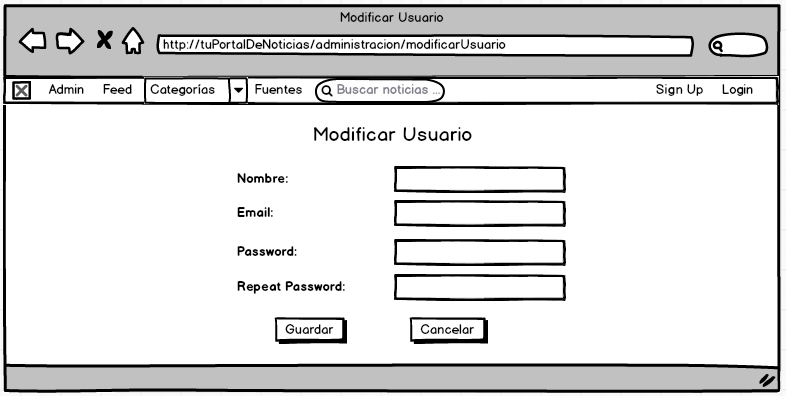 Modificar Usuario
http://tuPortalDeNoticias/administracion/modificarUsuario
Admin Feed Categorías Fuentes Buscar noticias ... Sign Up Login
Modificar Usuario
Nombre:
Email:
Password:
Repeat Password:
Guardar Cancelar